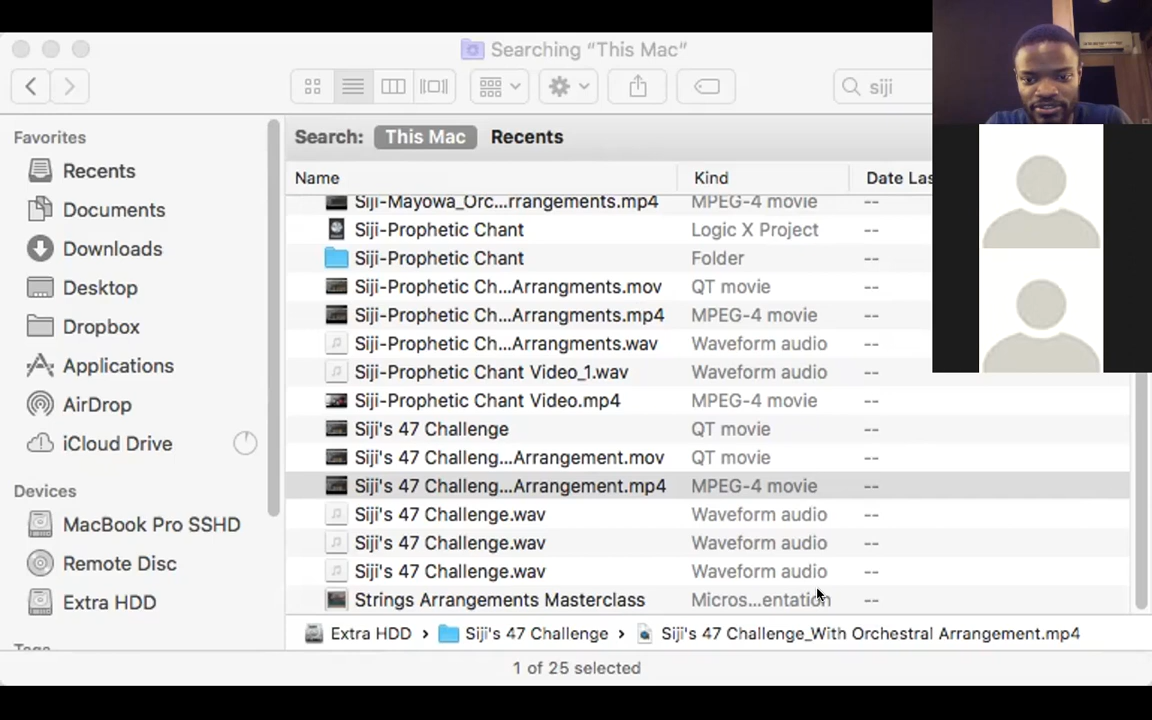 Searching “This Mac”
siji
Favorites
Recents
Documents
Downloads
Desktop
Dropbox
Applications
AirDrop
iCloud Drive
Devices
MacBook Pro SSHD
Remote Disc
Extra HDD
Tags
Search: This Mac Recents
Name Kind Date Las
Siji-Mayowa_Orc...rrangements.mp4 MPEG-4 movie --
Siji-Prophetic Chant Logic X Project --
Siji-Prophetic Chant Folder --
Siji-Prophetic Ch...Arrangments.mov QT movie --
Siji-Prophetic Ch...Arrangments.mp4 MPEG-4 movie --
Siji-Prophetic Ch...Arrangments.wav Waveform audio --
Siji-Prophetic Chant Video_1.wav Waveform audio --
Siji-Prophetic Chant Video.mp4 MPEG-4 movie --
Siji's 47 Challenge QT movie --
Siji's 47 Challeng...Arrangement.mov QT movie --
Siji's 47 Challeng...Arrangement.mp4 MPEG-4 movie --
Siji's 47 Challenge.wav Waveform audio --
Siji's 47 Challenge.wav Waveform audio --
Siji's 47 Challenge.wav Waveform audio --
Strings Arrangements Masterclass Micros...entation --
Extra HDD › Siji's 47 Challenge › Siji's 47 Challenge_With Orchestral Arrangement.mp4
1 of 25 selected